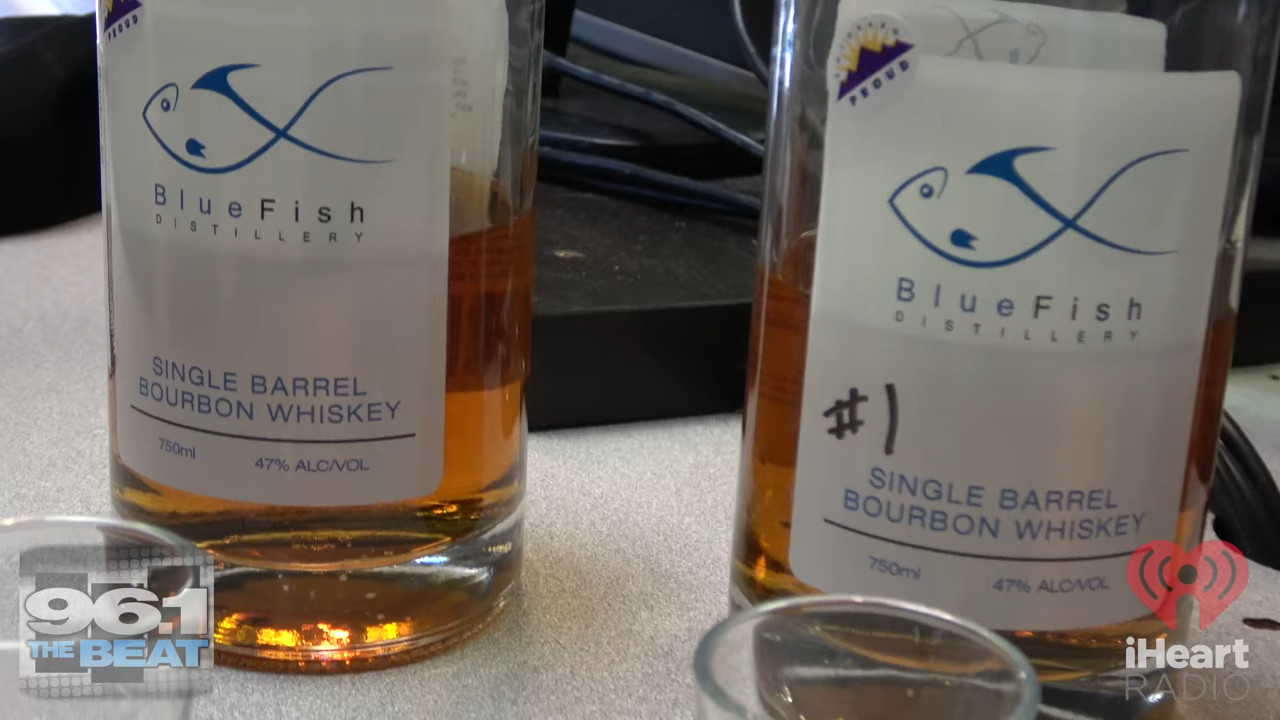 PROUD
BlueFish
DISTILLERY
SINGLE BARREL
BOURBON WHISKEY
750ml 47% ALC/VOL
PROUD
BlueFish
DISTILLERY
#1
SINGLE BARREL
BOURBON WHISKEY
750ml 47% ALC/VOL
96.1
THE BEAT
iHeart
RADIO